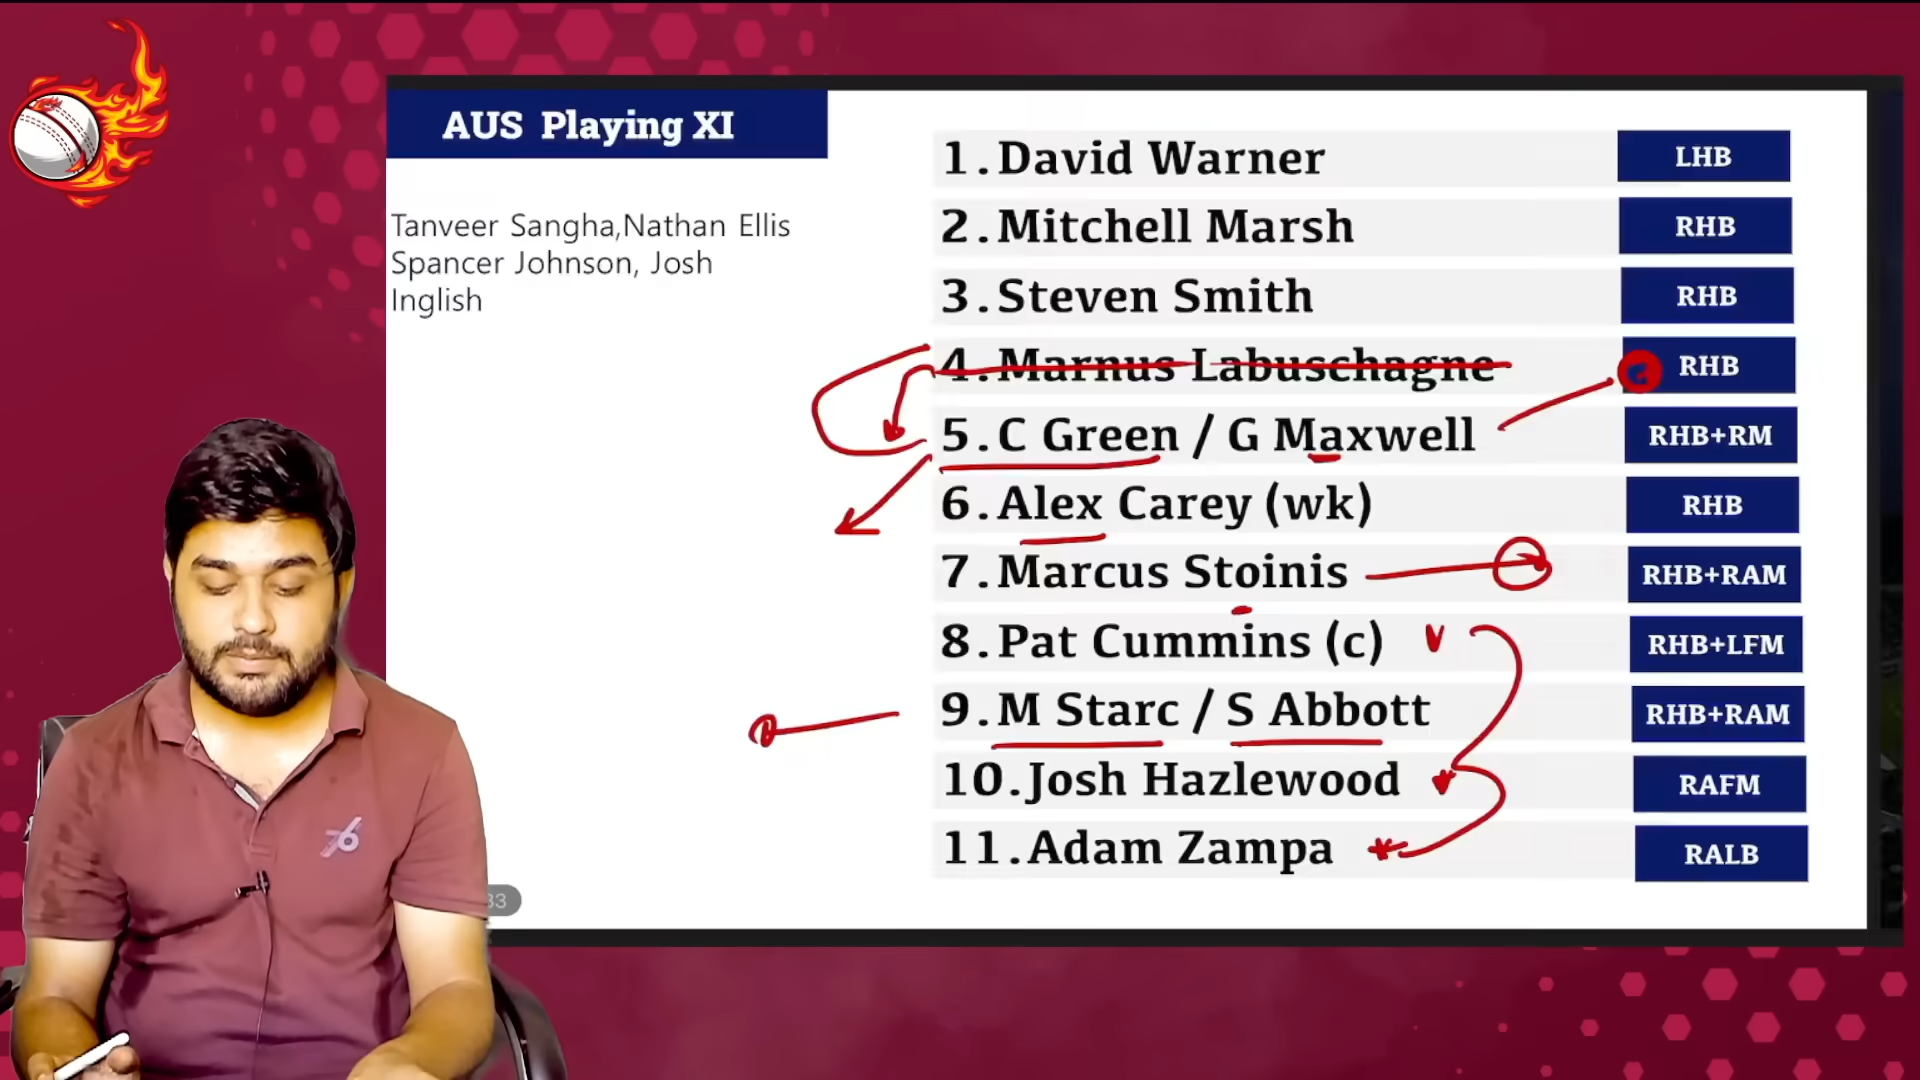 AUS Playing XI
Tanveer Sangha,Nathan Ellis
Spancer Johnson, Josh
Inglish
1.David Warner LHB
2.Mitchell Marsh RHB
3.Steven Smith RHB
4.Marnus Labuschagne RHB
5.C Green / G Maxwell RHB+RM
6.Alex Carey (wk) RHB
7.Marcus Stoinis RHB+RAM
8.Pat Cummins (c) RHB+LFM
9.M Starc / S Abbott RHB+RAM
10.Josh Hazlewood RAFM
11.Adam Zampa RALB
76
33